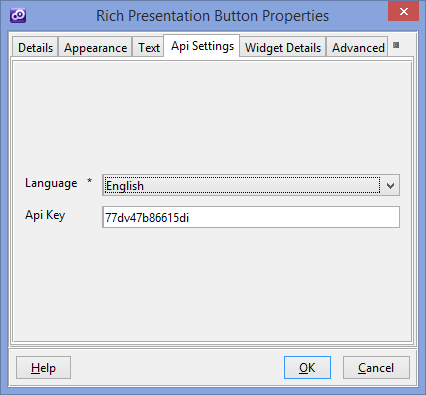 Rich Presentation Button Properties
Details Appearance Text Api Settings Widget Details Advanced
Language * English
Api Key 77dv47b86615di
Help OK Cancel